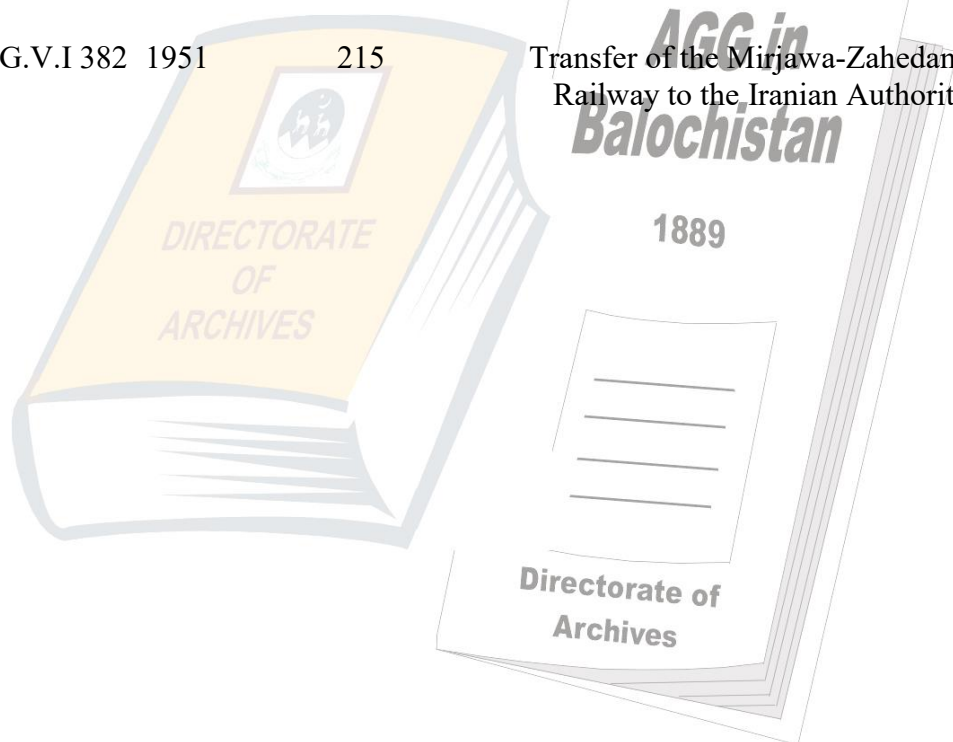 AGG in
G.V.I 382 1951 215 Transfer of the Mirjawa-Zahedan
Railway to the Iranian Authorit
Balochistan
1889
DIRECTORATE
OF
ARCHIVES
Directorate of
Archives